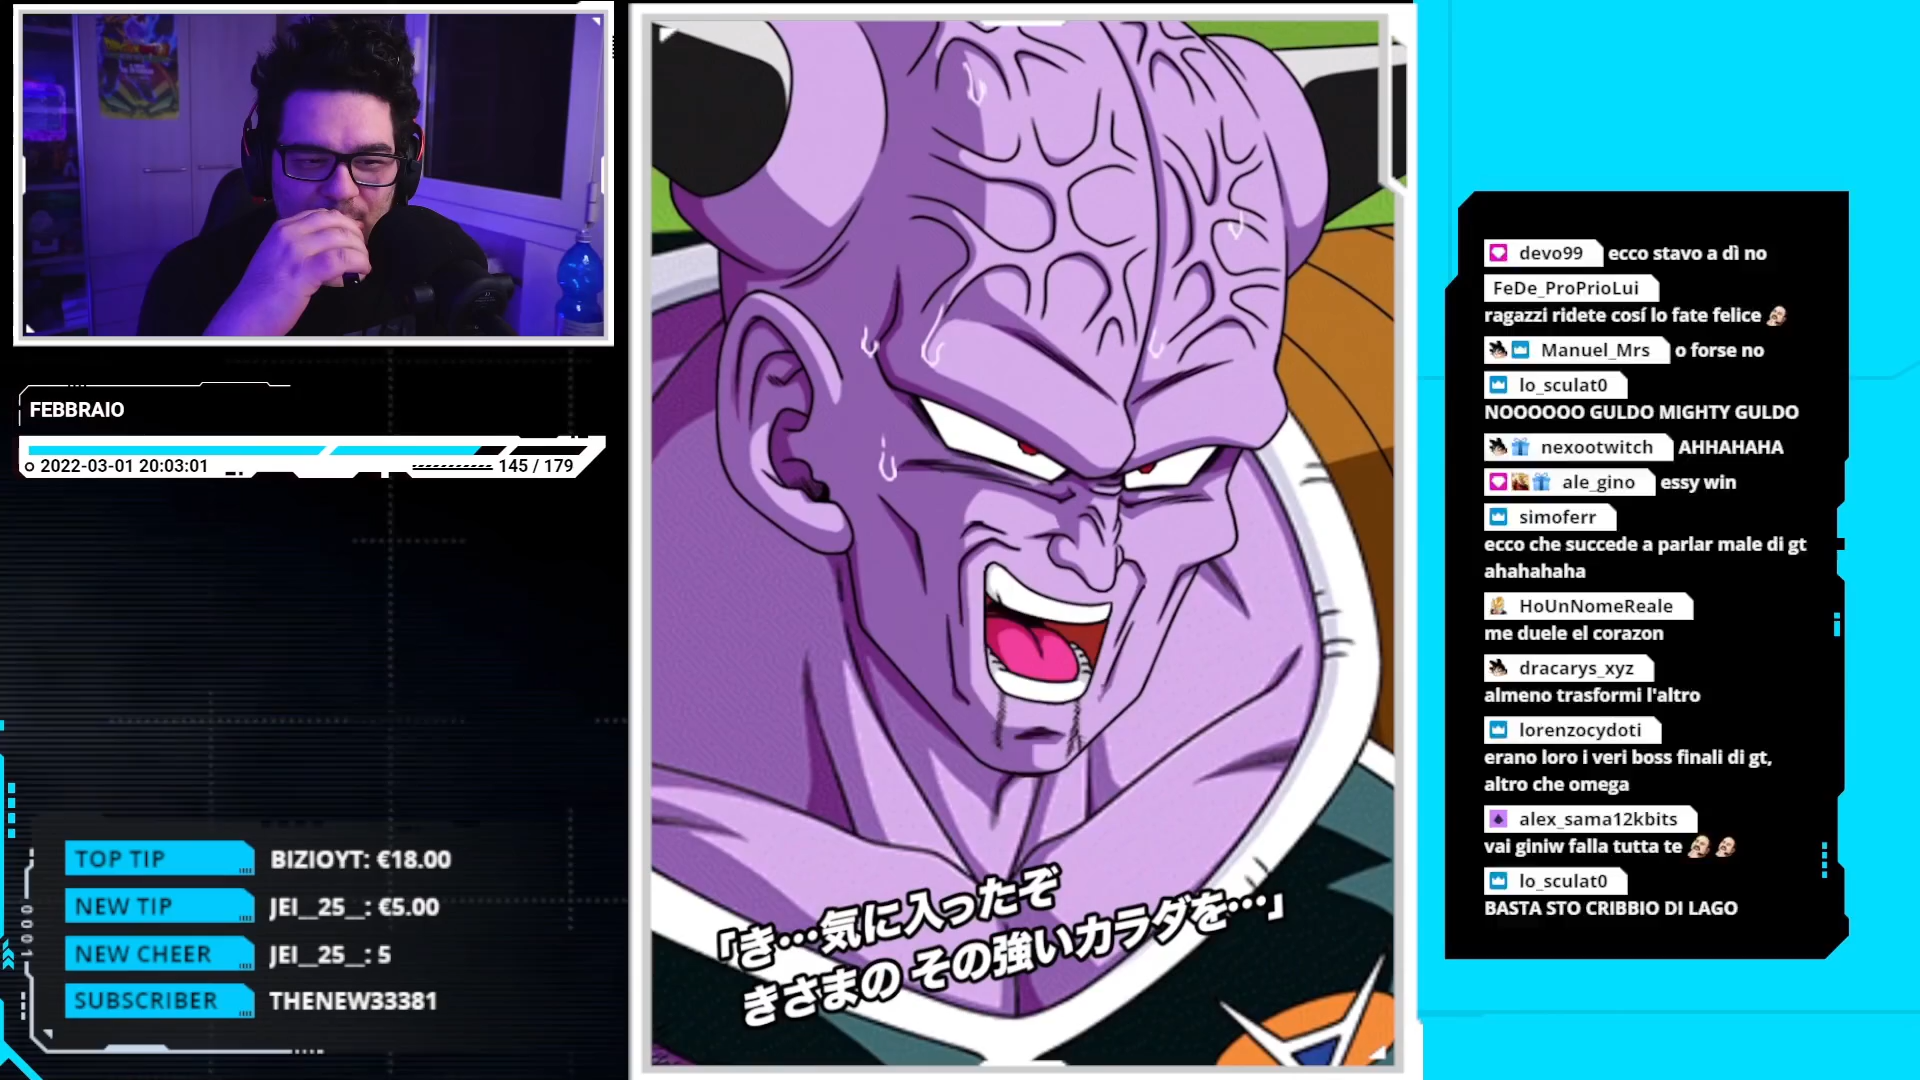 FEBBRAIO
2022-03-01 20:03:01
145 / 179
TOP TIP BIZIOYT: €18.00
NEW TIP JEI__25__: €5.00
NEW CHEER JEI__25__: 5
SUBSCRIBER THENEW33381
0001
「き…気に入ったぞ
きさまの その強いカラダを…」
devo99 ecco stavo a dì no
FeDe_ProPrioLui
ragazzi ridete cosí lo fate felice
Manuel_Mrs o forse no
lo_sculat0
NOOOOOO GULDO MIGHTY GULDO
nexootwitch AHHAHAHA
ale_gino essy win
simoferr
ecco che succede a parlar male di gt
ahahahaha
HoUnNomeReale
me duele el corazon
dracarys_xyz
almeno trasformi l'altro
lorenzocydoti
erano loro i veri boss finali di gt,
altro che omega
alex_sama12kbits
vai giniw falla tutta te
lo_sculat0
BASTA STO CRIBBIO DI LAGO